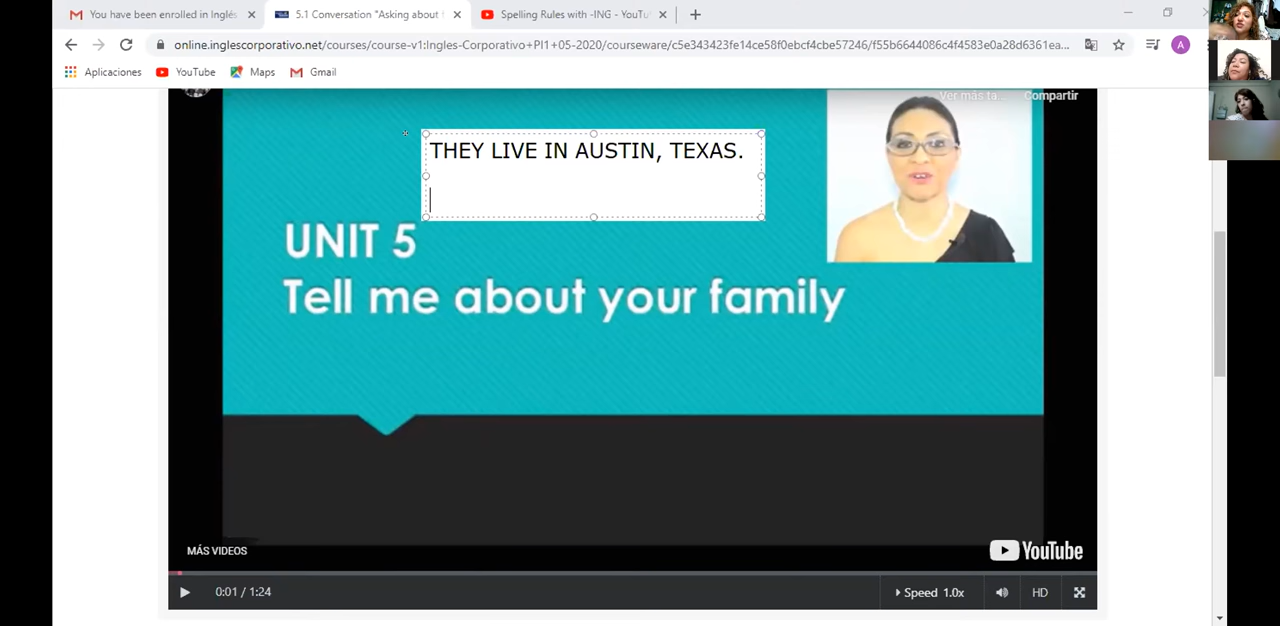 You have been enrolled in Inglés
5.1 Conversation "Asking about f
Spelling Rules with -ING - YouTu
online.inglescorporativo.net/courses/course-v1:Ingles-Corporativo+PI1+05-2020/courseware/c5e343423fe14ce58f0ebcf4cbe57246/f55b6644086c4f4583e0a28d6361ea...
A
Aplicaciones
YouTube
Maps
Gmail
Ver más ta...
Compartir
THEY LIVE IN AUSTIN, TEXAS.
UNIT 5
Tell me about your family
MÁS VIDEOS
YouTube
0:01 / 1:24
Speed 1.0x
HD